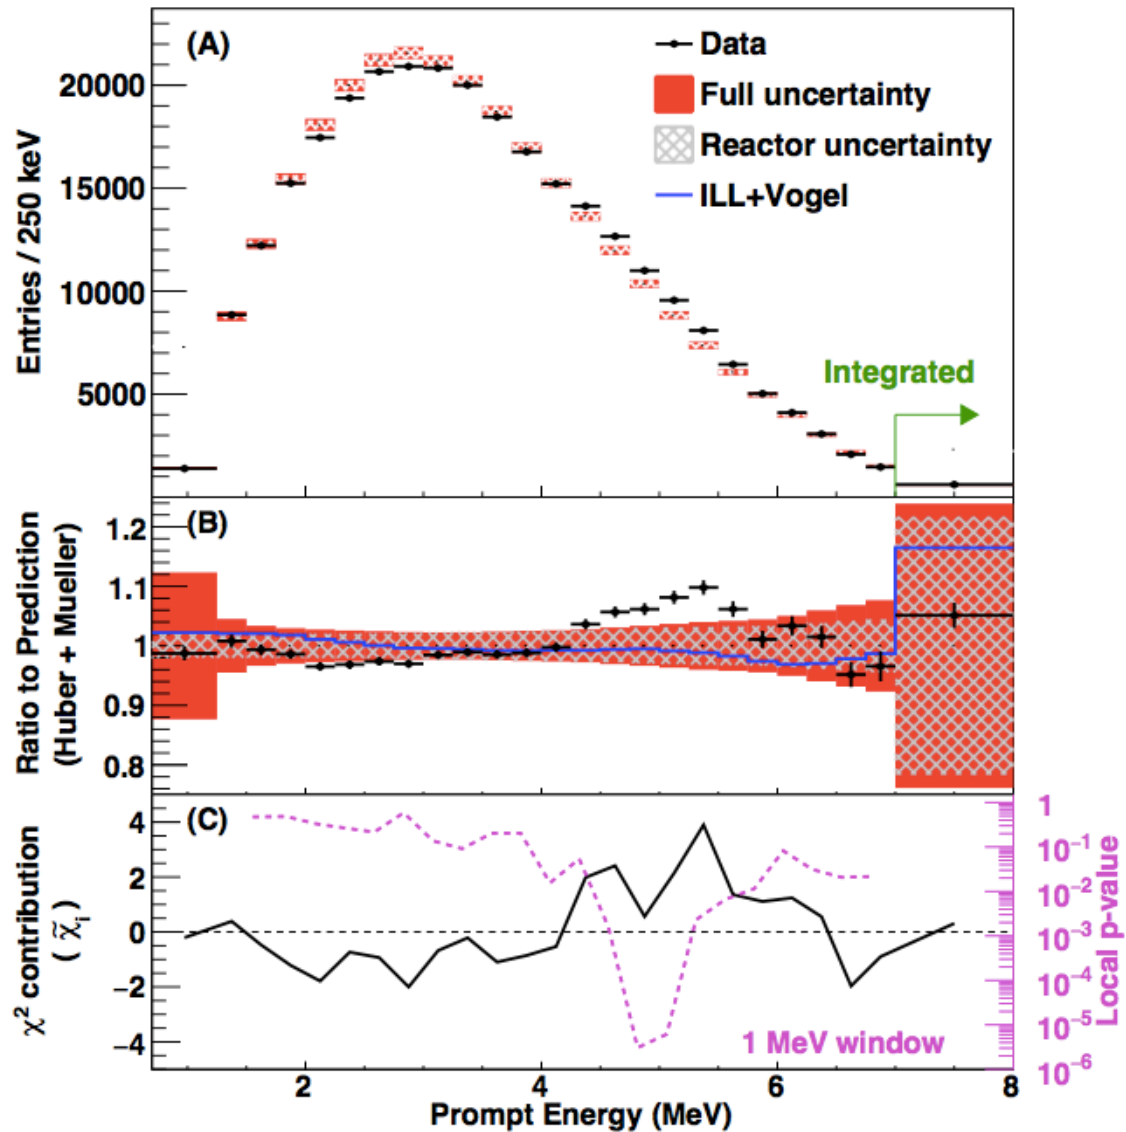 (A)
Data
Full uncertainty
Reactor uncertainty
ILL+Vogel
Entries / 250 keV
20000
15000
10000
5000
Integrated
(B)
Ratio to Prediction
(Huber + Mueller)
1.2
1.1
1
0.9
0.8
(C)
χ² contribution
( χ̃ᵢ )
4
2
0
−2
−4
1
10⁻¹
10⁻²
10⁻³
10⁻⁴
10⁻⁵
10⁻⁶
Local p-value
1 MeV window
2
4
6
8
Prompt Energy (MeV)